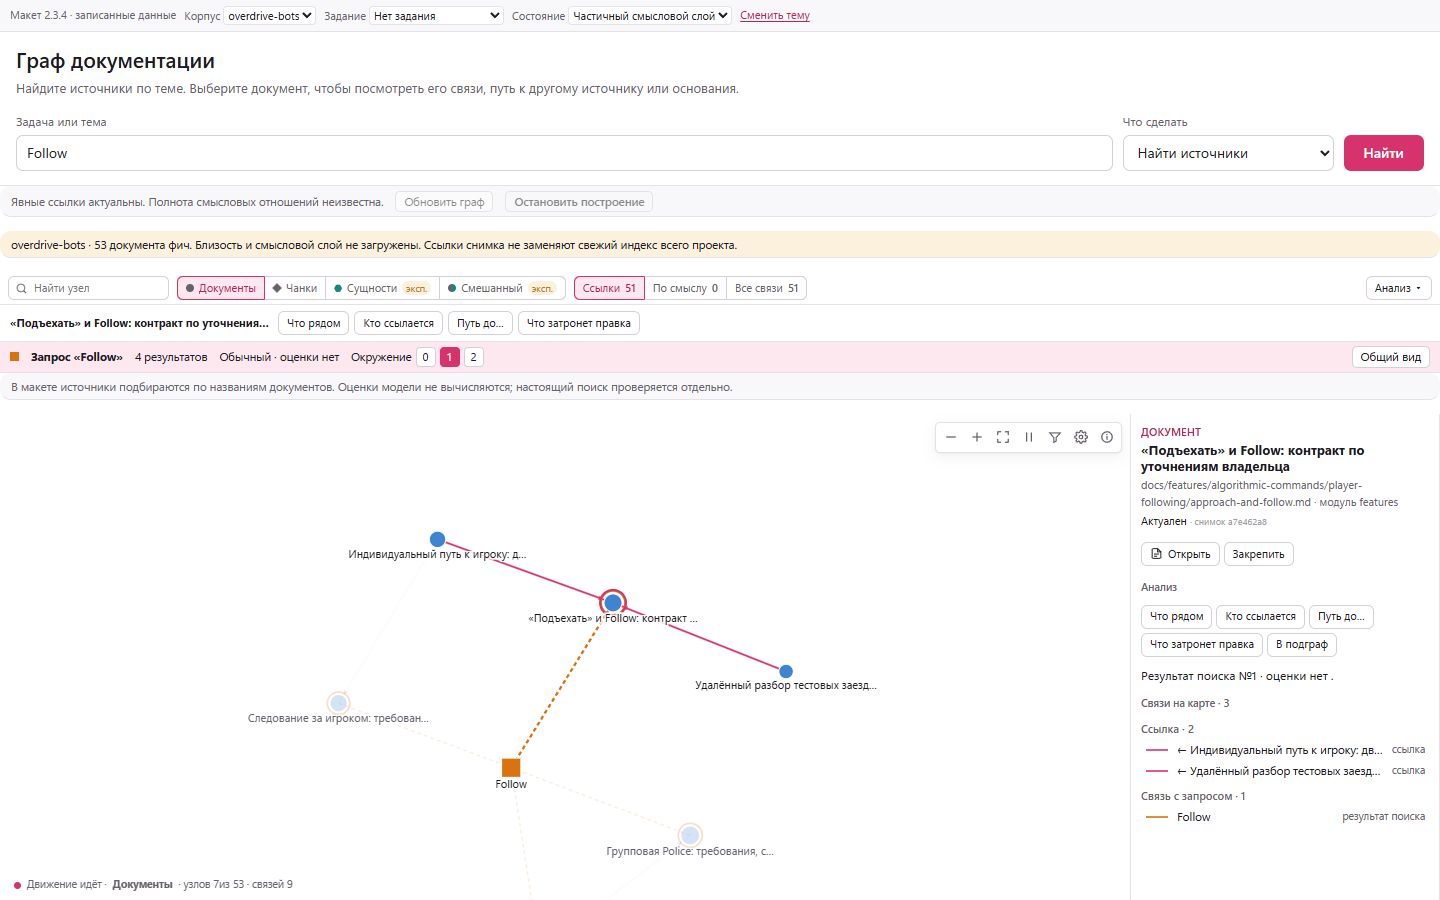 Макет 2.3.4 · записанные данные Корпус overdrive-bots Задание Нет задания Состояние Частичный смысловой слой Сменить тему
Граф документации
Найдите источники по теме. Выберите документ, чтобы посмотреть его связи, путь к другому источнику или основания.
Задача или тема Что сделать
Follow Найти источники Найти
Явные ссылки актуальны. Полнота смысловых отношений неизвестна. Обновить граф Остановить построение
overdrive-bots · 53 документа фич. Близость и смысловой слой не загружены. Ссылки снимка не заменяют свежий индекс всего проекта.
Найти узел Документы Чанки Сущности эксп. Смешанный эксп. Ссылки 51 По смыслу 0 Все связи 51 Анализ
«Подъехать» и Follow: контракт по уточнения... Что рядом Кто ссылается Путь до... Что затронет правка
Запрос «Follow» 4 результатов Обычный · оценки нет Окружение 0 1 2 Общий вид
В макете источники подбираются по названиям документов. Оценки модели не вычисляются; настоящий поиск проверяется отдельно.
Индивидуальный путь к игроку: д...
«Подъехать» и Follow: контракт ...
Удалённый разбор тестовых заезд...
Следование за игроком: требован...
Follow
Групповая Police: требования, с...
Движение идёт · Документы · узлов 7из 53 · связей 9
ДОКУМЕНТ
«Подъехать» и Follow: контракт по
уточнениям владельца
docs/features/algorithmic-commands/player-
following/approach-and-follow.md · модуль features
Актуален · снимок a7e462a8
Открыть Закрепить
Анализ
Что рядом Кто ссылается Путь до...
Что затронет правка В подграф
Результат поиска №1 · оценки нет .
Связи на карте · 3
Ссылка · 2
← Индивидуальный путь к игроку: дв... ссылка
← Удалённый разбор тестовых заезд... ссылка
Связь с запросом · 1
Follow результат поиска